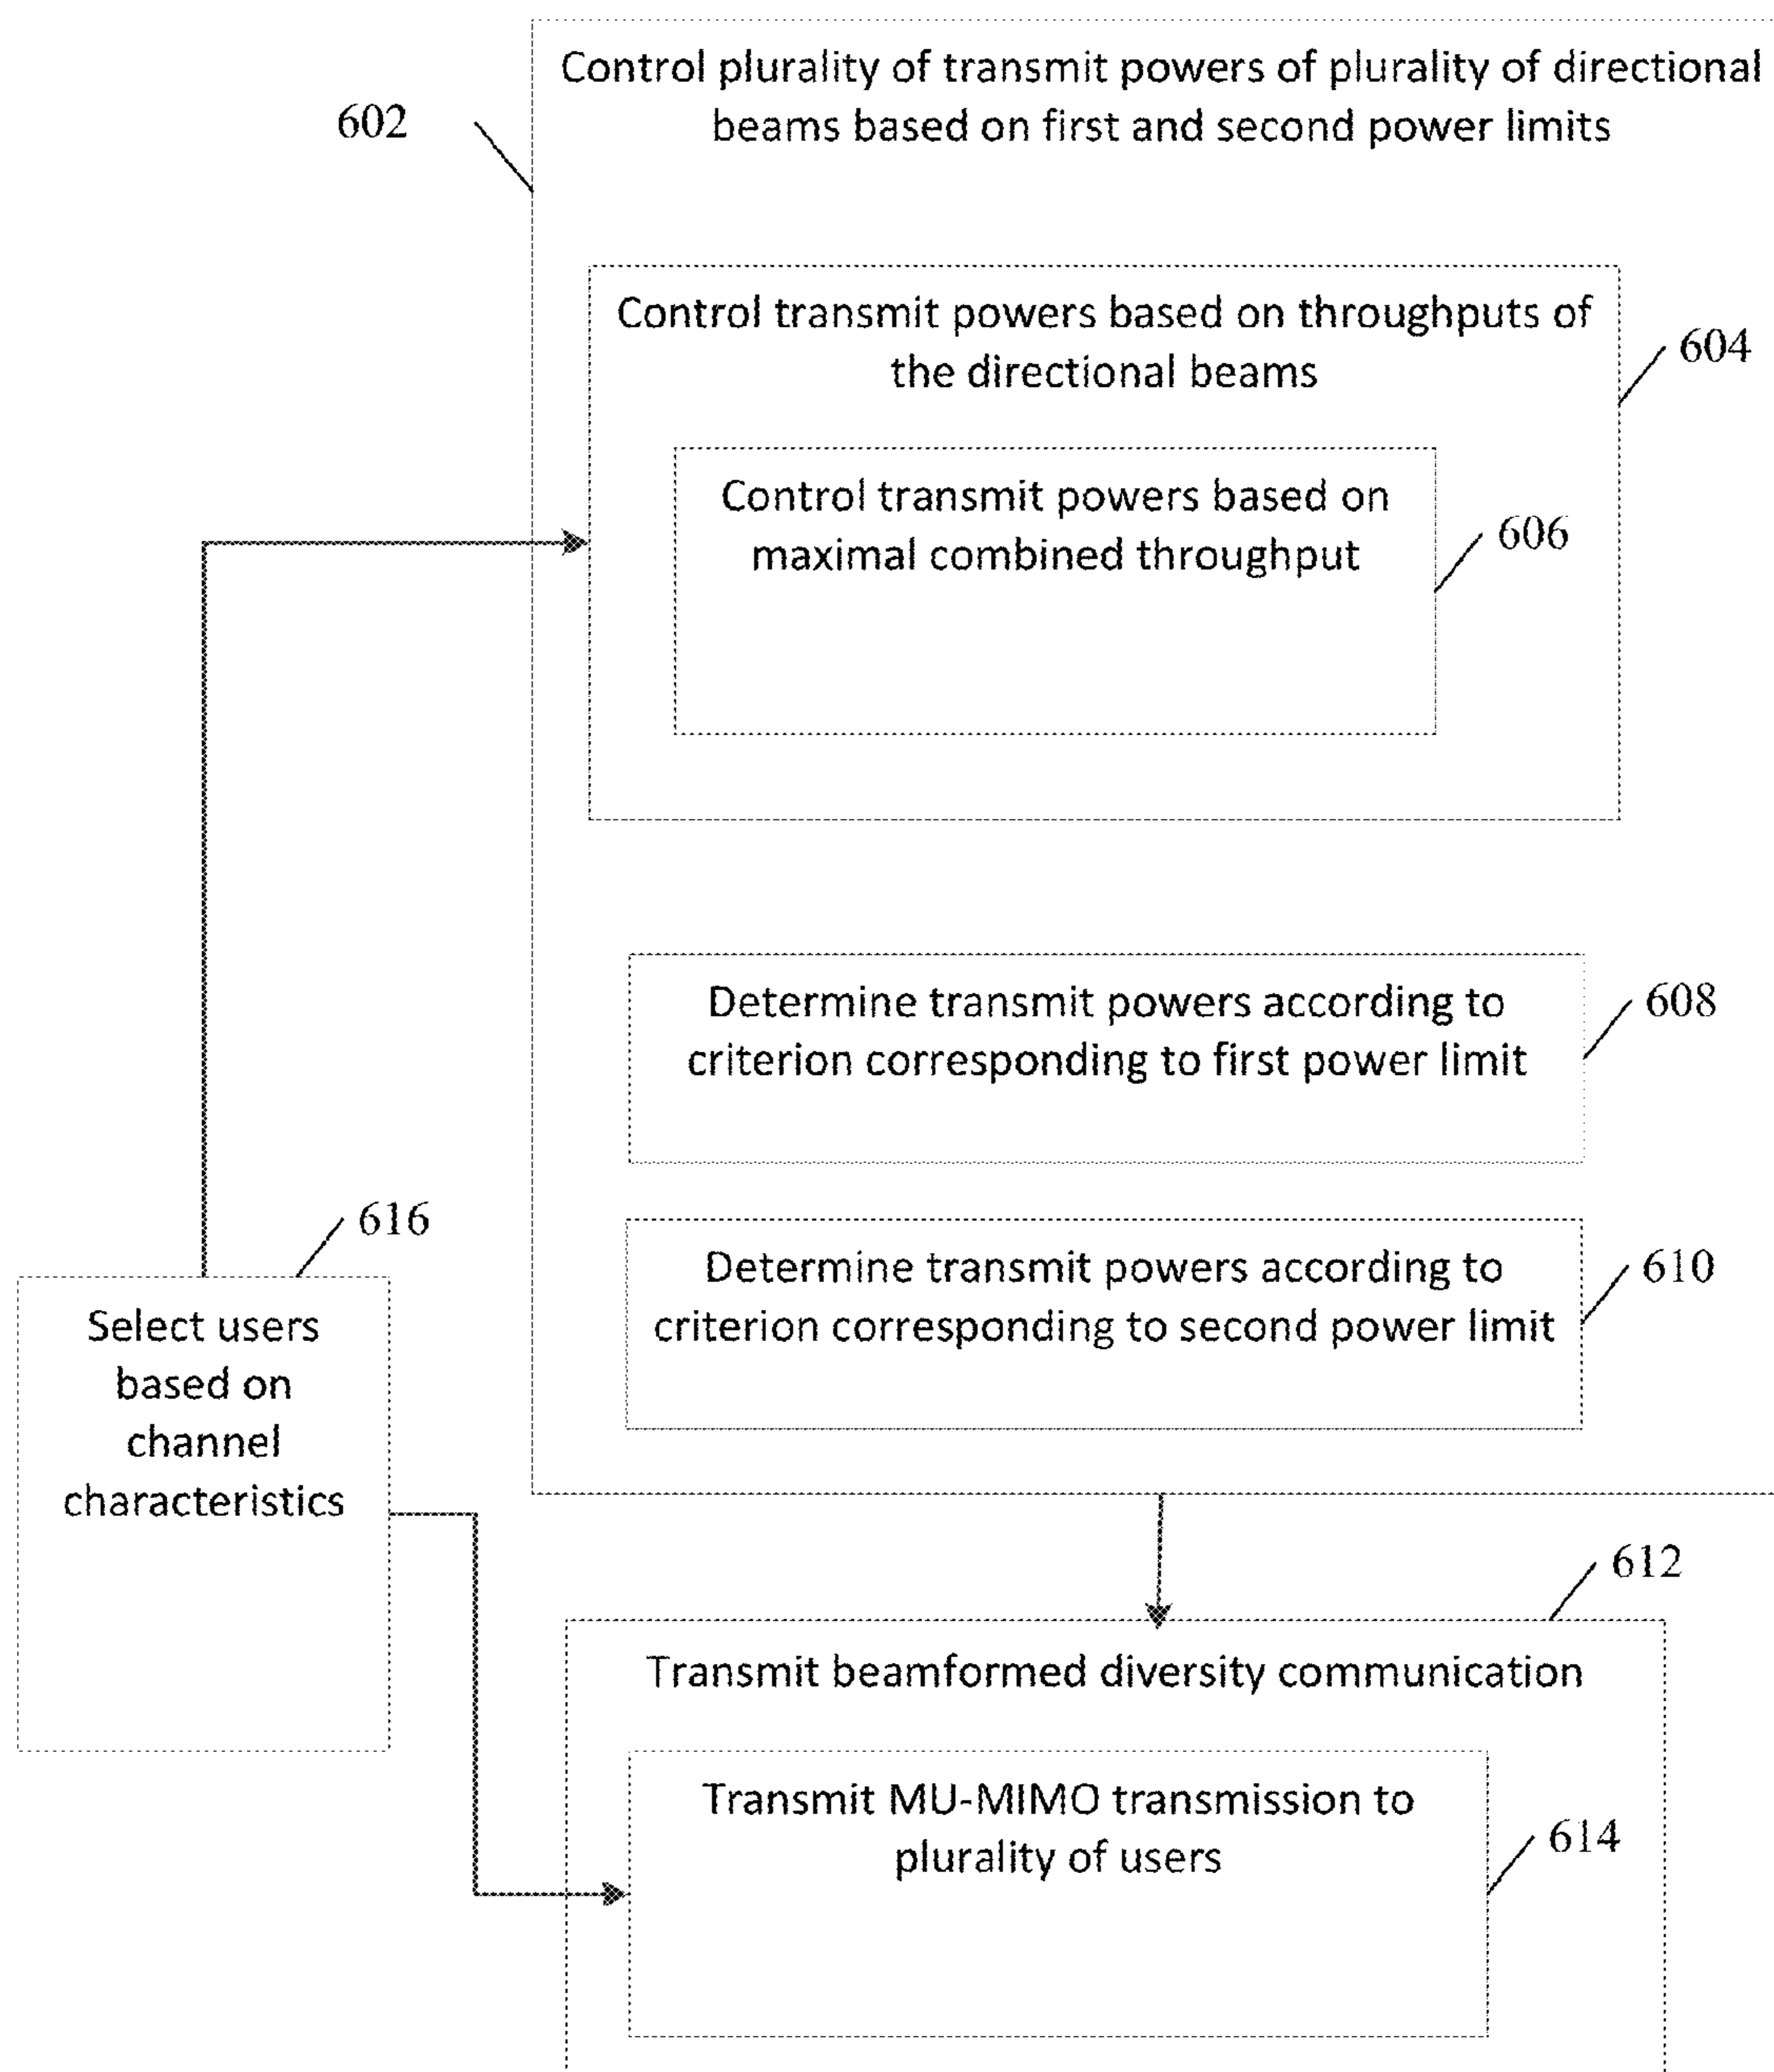 Control plurality of transmit powers of plurality of directional
beams based on first and second power limits
602
Control transmit powers based on throughputs of
the directional beams
604
Control transmit powers based on
maximal combined throughput
606
Determine transmit powers according to
criterion corresponding to first power limit
608
Determine transmit powers according to
criterion corresponding to second power limit
610
616
Select users
based on
channel
characteristics
612
Transmit beamformed diversity communication
Transmit MU-MIMO transmission to
plurality of users
614